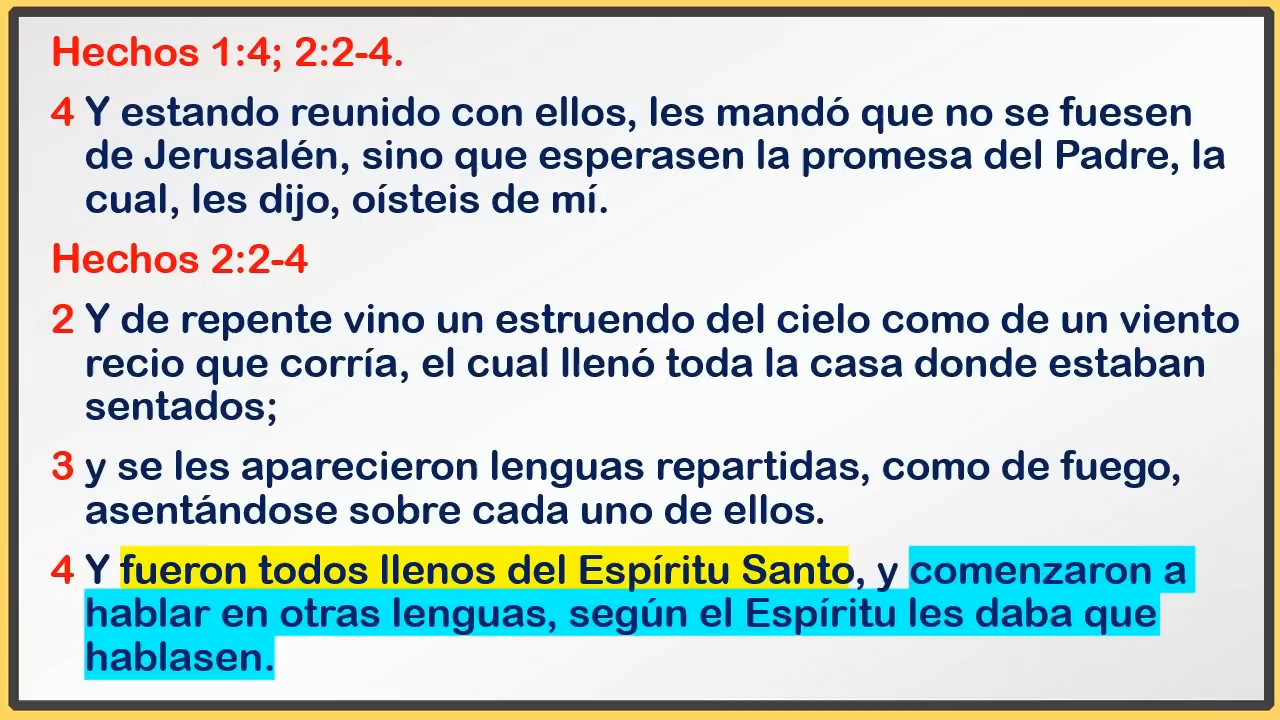 Hechos 1:4; 2:2-4.
4 Y estando reunido con ellos, les mandó que no se fuesen
de Jerusalén, sino que esperasen la promesa del Padre, la
cual, les dijo, oísteis de mí.
Hechos 2:2-4
2 Y de repente vino un estruendo del cielo como de un viento
recio que corría, el cual llenó toda la casa donde estaban
sentados;
3 y se les aparecieron lenguas repartidas, como de fuego,
asentándose sobre cada uno de ellos.
4 Y fueron todos llenos del Espíritu Santo, y comenzaron a
hablar en otras lenguas, según el Espíritu les daba que
hablasen.